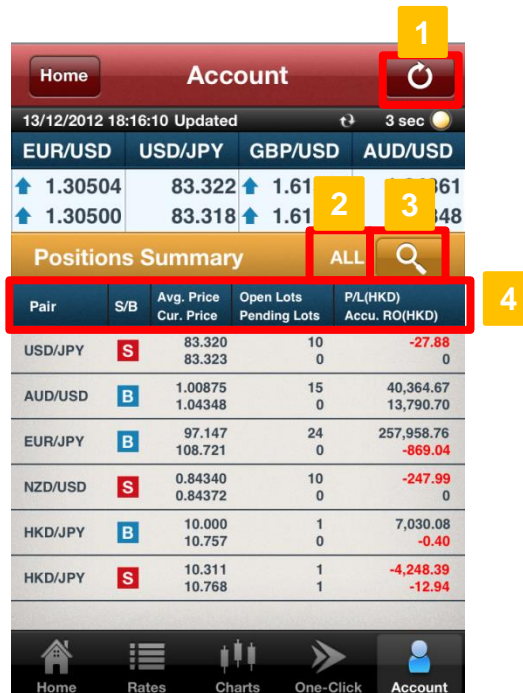 1
Home Account
13/12/2012 18:16:10 Updated 3 sec
EUR/USD USD/JPY GBP/USD AUD/USD
1.30504 83.322 1.61 61
1.30500 83.318 1.61 48
2 3
Positions Summary ALL
4
Pair S/B Avg. Price Open Lots P/L(HKD)
Cur. Price Pending Lots Accu. RO(HKD)
USD/JPY S 83.320 10 -27.88
83.323 0 0
AUD/USD B 1.00875 15 40,364.67
1.04348 0 13,790.70
EUR/JPY B 97.147 24 257,958.76
108.721 0 -869.04
NZD/USD S 0.84340 10 -247.99
0.84372 0 0
HKD/JPY B 10.000 1 7,030.08
10.757 0 -0.40
HKD/JPY S 10.311 1 -4,248.39
10.768 1 -12.94
Home Rates Charts One-Click Account